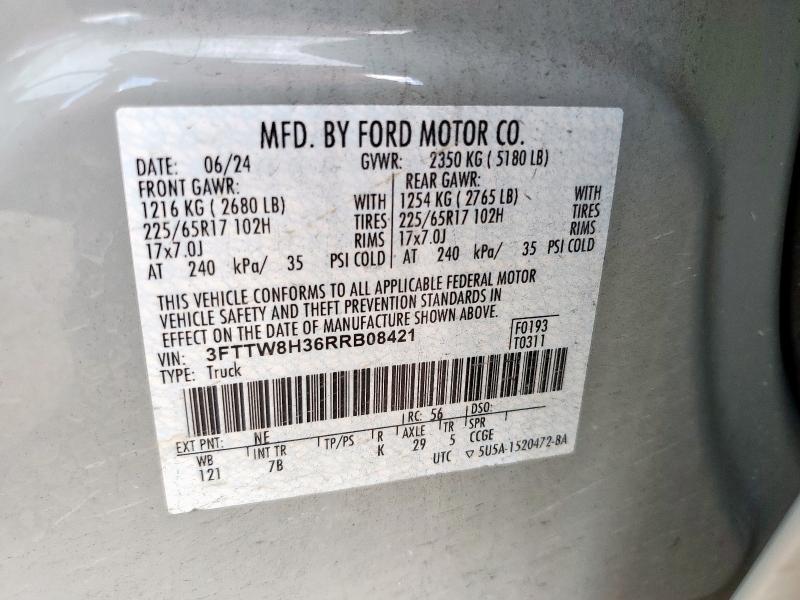 MFD. BY FORD MOTOR CO.
DATE: 06/24 GVWR: 2350 KG ( 5180 LB)
FRONT GAWR: REAR GAWR:
1216 KG ( 2680 LB) WITH 1254 KG ( 2765 LB) WITH
225/65R17 102H TIRES 225/65R17 102H TIRES
17x7.0J RIMS 17x7.0J RIMS
AT 240 kPa/ 35 PSI COLD AT 240 kPa/ 35 PSI COLD
THIS VEHICLE CONFORMS TO ALL APPLICABLE FEDERAL MOTOR
VEHICLE SAFETY AND THEFT PREVENTION STANDARDS IN
EFFECT ON THE DATE OF MANUFACTURE SHOWN ABOVE.
VIN: 3FTTW8H36RRB08421 F0193
TYPE: Truck T0311
RC: 56 DSO:
EXT PNT: NE
WB INT TR TP/PS R AXLE TR SPR
121 7B K 29 5 CCGE
UTC ▽ 5U5A-1520472-BA